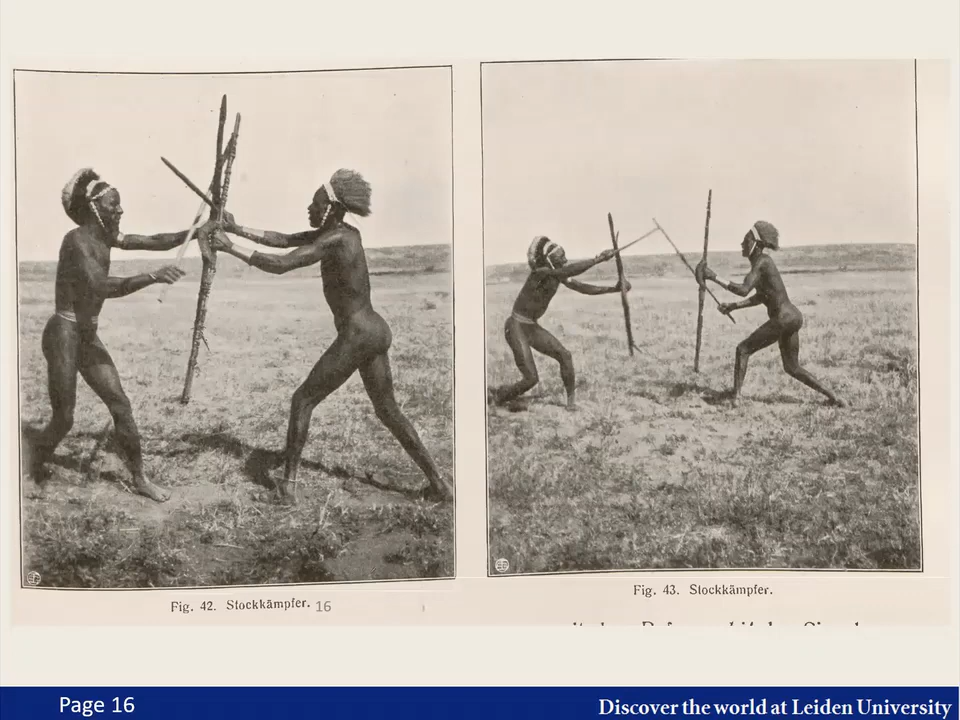 Fig. 42. Stockkämpfer. 16
Fig. 43. Stockkämpfer.
Page 16
Discover the world at Leiden University